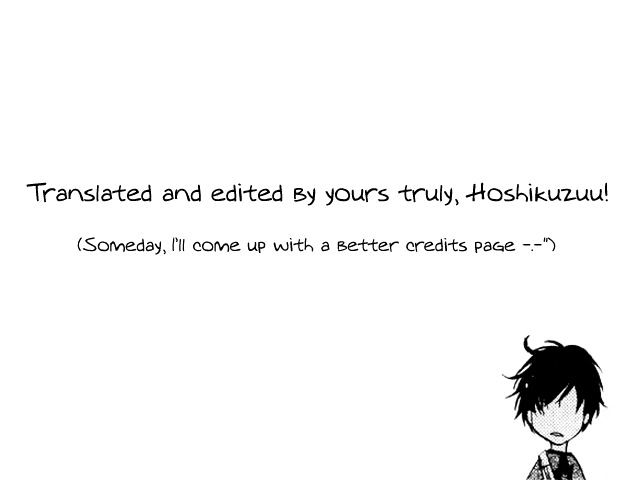 Translated and edited by yours truly, Hoshikuzuu!
(Someday, I'll come up with a better credits page -.-")